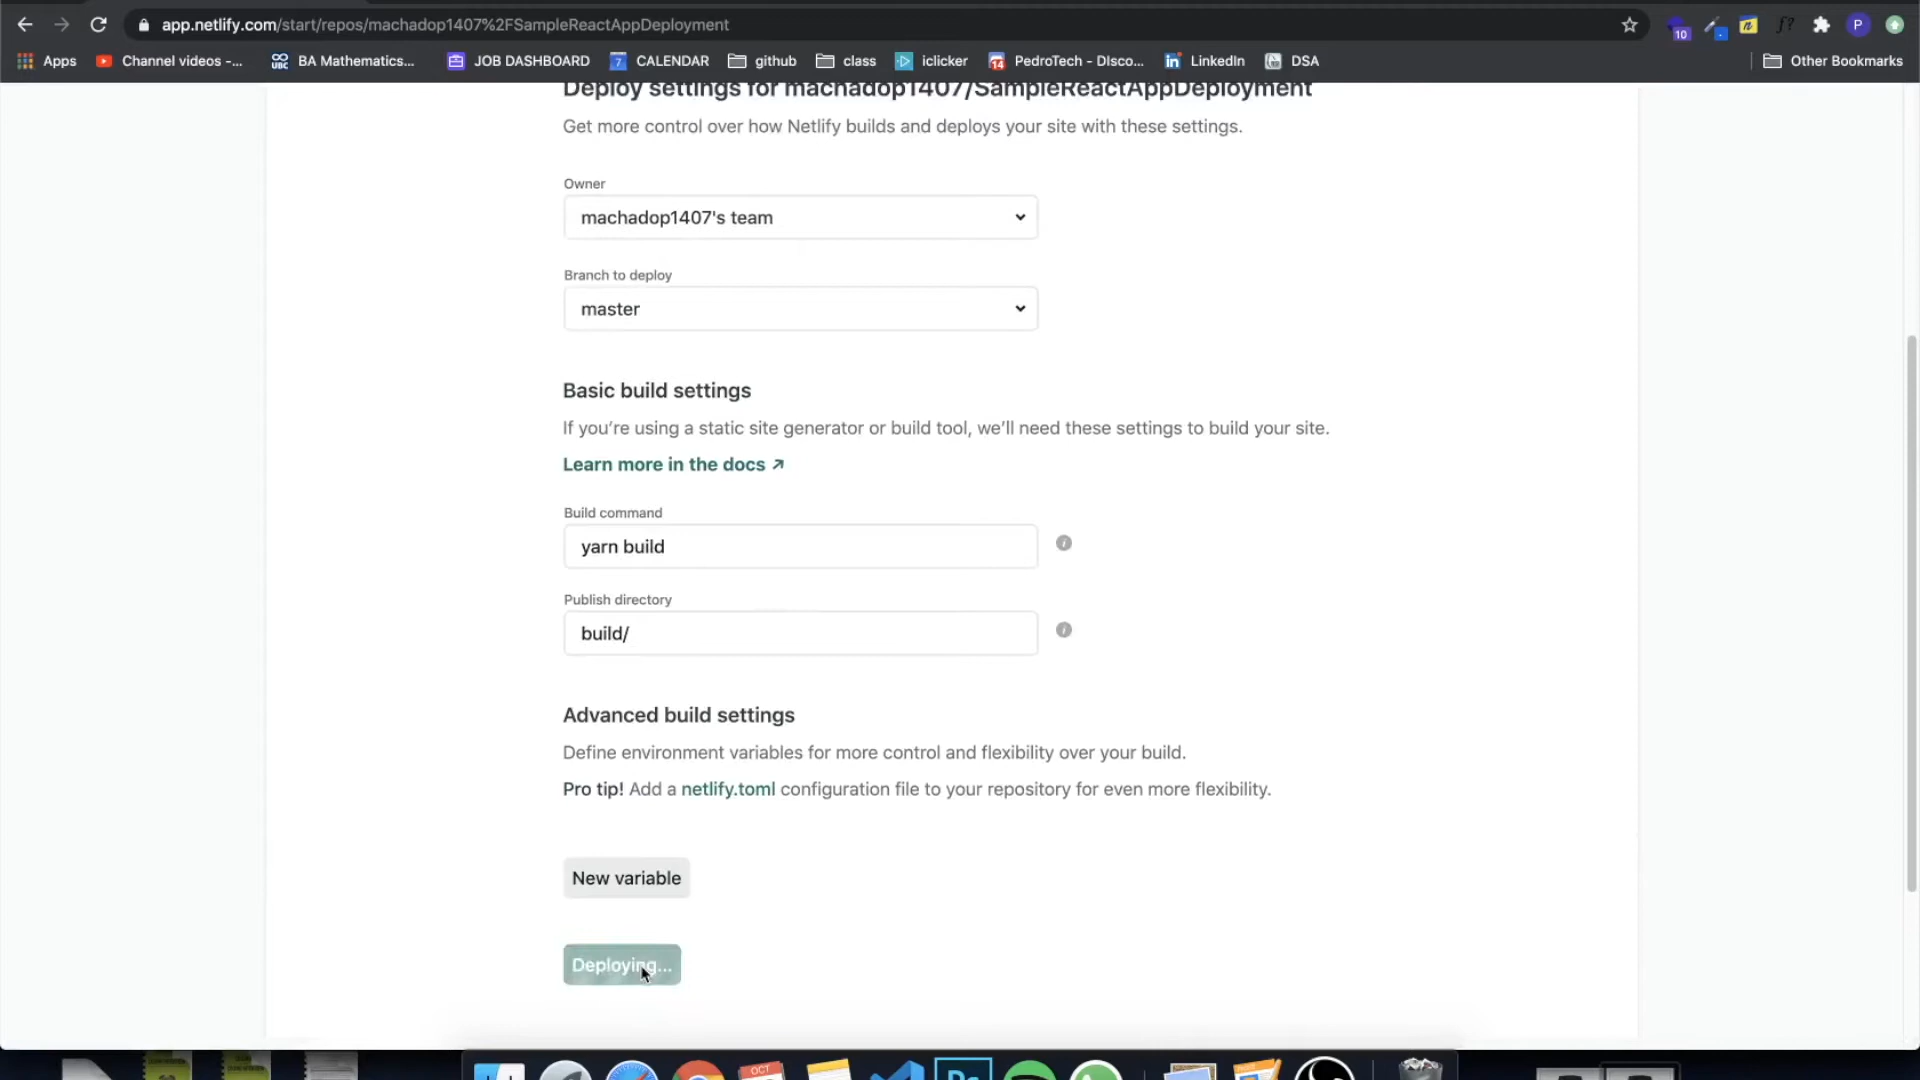 app.netlify.com/start/repos/machadop1407%2FSampleReactAppDeployment
10
P
Apps
Channel videos -...
UBC
BA Mathematics...
JOB DASHBOARD
7
CALENDAR
github
class
iclicker
14
PedroTech - DIsco...
LinkedIn
DSA
Other Bookmarks
Deploy settings for machadop1407/SampleReactAppDeployment
Get more control over how Netlify builds and deploys your site with these settings.
Owner
machadop1407's team
Branch to deploy
master
Basic build settings
If you’re using a static site generator or build tool, we’ll need these settings to build your site.
Learn more in the docs ↗
Build command
yarn build
Publish directory
build/
Advanced build settings
Define environment variables for more control and flexibility over your build.
Pro tip! Add a netlify.toml configuration file to your repository for even more flexibility.
New variable
Deploying...
OCT
Ps